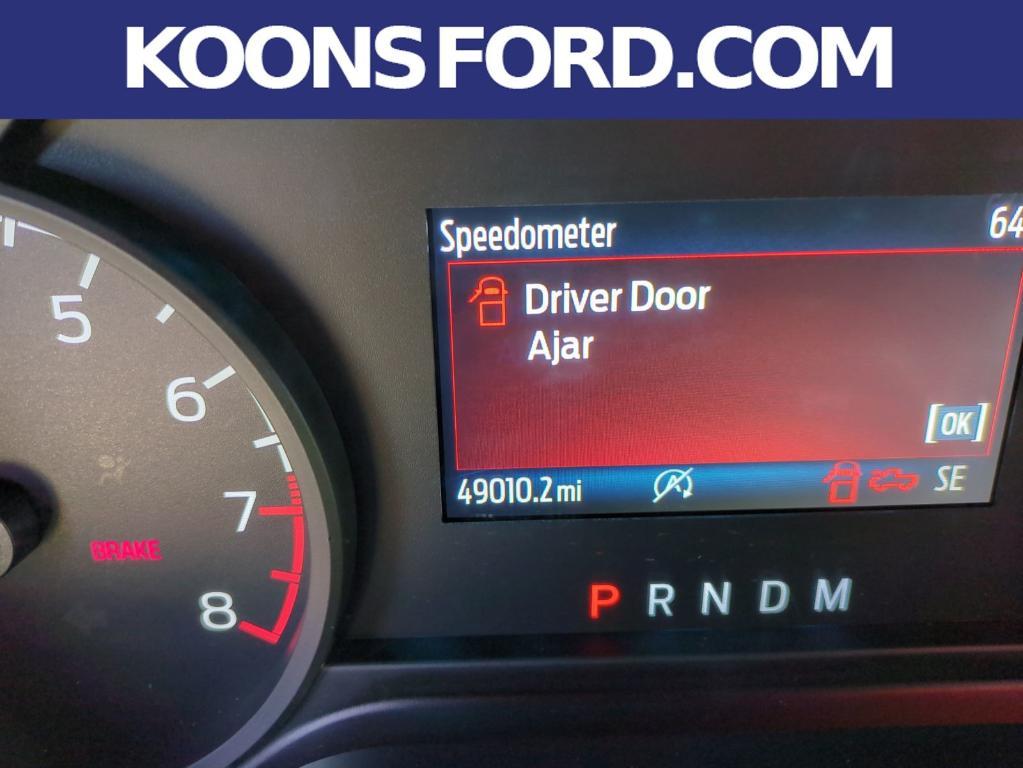 KOONSFORD.COM
Speedometer 64
Driver Door
Ajar
[OK]
49010.2 mi SE
5
6
7
8
BRAKE
P R N D M